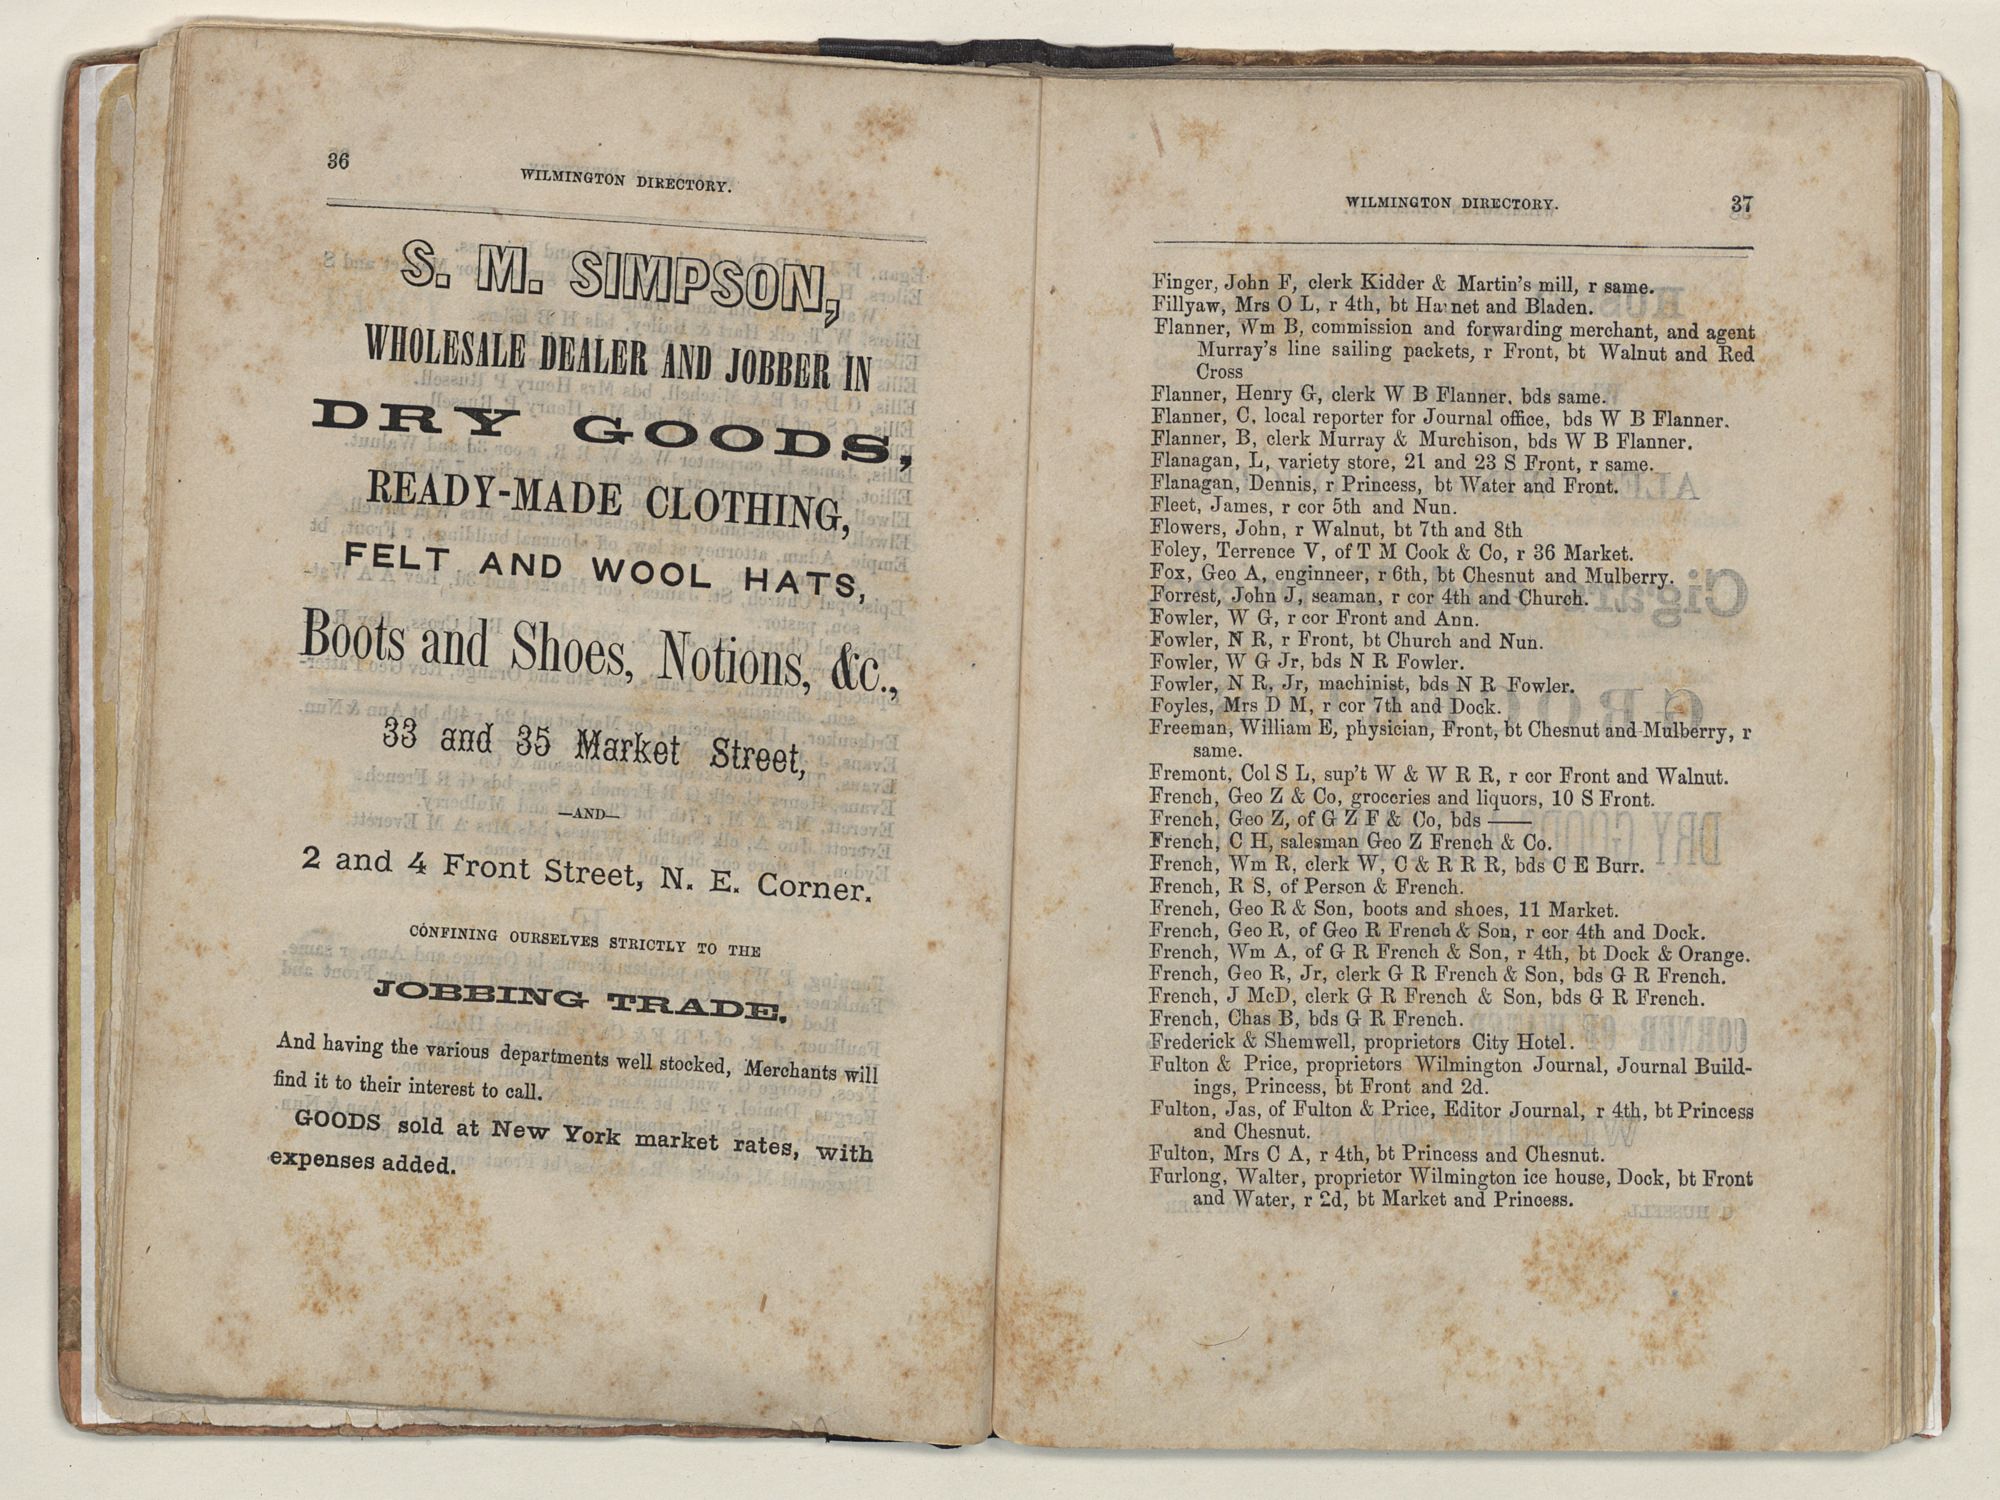 36
WILMINGTON DIRECTORY.
S. M. SIMPSON,
WHOLESALE DEALER AND JOBBER IN
DRY GOODS,
READY-MADE CLOTHING,
FELT AND WOOL HATS,
Boots and Shoes, Notions, &c.,
33 and 35 Market Street,
—AND—
2 and 4 Front Street, N. E. Corner.
CONFINING OURSELVES STRICTLY TO THE
JOBBING TRADE.
And having the various departments well stocked, Merchants will
find it to their interest to call.
GOODS sold at New York market rates, with
expenses added.
WILMINGTON DIRECTORY.
37
Finger, John F, clerk Kidder & Martin's mill, r same.
Fillyaw, Mrs O L, r 4th, bt Harnet and Bladen.
Flanner, Wm B, commission and forwarding merchant, and agent
Murray's line sailing packets, r Front, bt Walnut and Red
Cross
Flanner, Henry G, clerk W B Flanner, bds same.
Flanner, C, local reporter for Journal office, bds W B Flanner.
Flanner, B, clerk Murray & Murchison, bds W B Flanner.
Flanagan, L, variety store, 21 and 23 S Front, r same.
Flanagan, Dennis, r Princess, bt Water and Front.
Fleet, James, r cor 5th and Nun.
Flowers, John, r Walnut, bt 7th and 8th
Foley, Terrence V, of T M Cook & Co, r 36 Market.
Fox, Geo A, enginneer, r 6th, bt Chesnut and Mulberry.
Forrest, John J, seaman, r cor 4th and Church.
Fowler, W G, r cor Front and Ann.
Fowler, N R, r Front, bt Church and Nun.
Fowler, W G Jr, bds N R Fowler.
Fowler, N R, Jr, machinist, bds N R Fowler.
Foyles, Mrs D M, r cor 7th and Dock.
Freeman, William E, physician, Front, bt Chesnut and Mulberry, r
same.
Fremont, Col S L, sup't W & W R R, r cor Front and Walnut.
French, Geo Z & Co, groceries and liquors, 10 S Front.
French, Geo Z, of G Z F & Co, bds ——
French, C H, salesman Geo Z French & Co.
French, Wm R, clerk W, C & R R R, bds C E Burr.
French, R S, of Person & French.
French, Geo R & Son, boots and shoes, 11 Market.
French, Geo R, of Geo R French & Son, r cor 4th and Dock.
French, Wm A, of G R French & Son, r 4th, bt Dock & Orange.
French, Geo R, Jr, clerk G R French & Son, bds G R French.
French, J McD, clerk G R French & Son, bds G R French.
French, Chas B, bds G R French.
Frederick & Shemwell, proprietors City Hotel.
Fulton & Price, proprietors Wilmington Journal, Journal Build-
ings, Princess, bt Front and 2d.
Fulton, Jas, of Fulton & Price, Editor Journal, r 4th, bt Princess
and Chesnut.
Fulton, Mrs C A, r 4th, bt Princess and Chesnut.
Furlong, Walter, proprietor Wilmington ice house, Dock, bt Front
and Water, r 2d, bt Market and Princess.